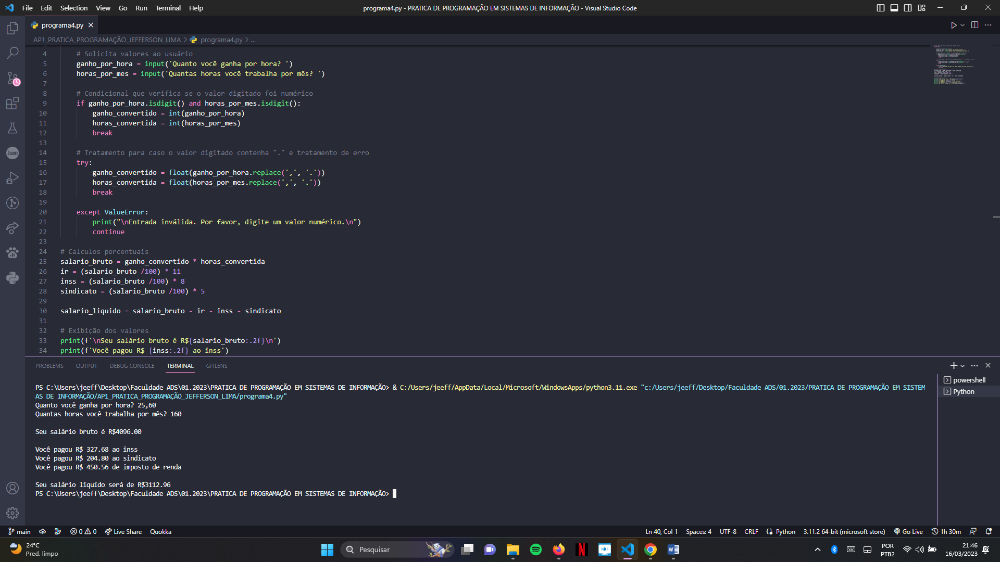 File Edit Selection View Go Run Terminal Help
programa4.py - PRATICA DE PROGRAMAÇÃO EM SISTEMAS DE INFORMAÇÃO - Visual Studio Code
programa4.py
AP1_PRATICA_PROGRAMAÇÃO_JEFFERSON_LIMA > programa4.py > ...
4 # Solicita valores ao usuário
5 ganho_por_hora = input('Quanto você ganha por hora? ')
6 horas_por_mes = input('Quantas horas você trabalha por mês? ')
7
8 # Condicional que verifica se o valor digitado foi numérico
9 if ganho_por_hora.isdigit() and horas_por_mes.isdigit():
10 ganho_convertido = int(ganho_por_hora)
11 horas_convertida = int(horas_por_mes)
12 break
13
14 # Tratamento para caso o valor digitado contenha "." e tratamento de erro
15 try:
16 ganho_convertido = float(ganho_por_hora.replace(',', '.'))
17 horas_convertida = float(horas_por_mes.replace(',', '.'))
18 break
19
20 except ValueError:
21 print("\nEntrada inválida. Por favor, digite um valor numérico.\n")
22 continue
23
24 # Calculos percentuais
25 salario_bruto = ganho_convertido * horas_convertida
26 ir = (salario_bruto /100) * 11
27 inss = (salario_bruto /100) * 8
28 sindicato = (salario_bruto /100) * 5
29
30 salario_liquido = salario_bruto - ir - inss - sindicato
31
32 # Exibição dos valores
33 print(f'\nSeu salário bruto é R${salario_bruto:.2f}\n')
34 print(f'Você pagou R$ {inss:.2f} ao inss')
Json
PROBLEMS OUTPUT DEBUG CONSOLE TERMINAL GITLENS
powershell
Python
PS C:\Users\jeeff\Desktop\Faculdade ADS\01.2023\PRATICA DE PROGRAMAÇÃO EM SISTEMAS DE INFORMAÇÃO> & C:/Users/jeeff/AppData/Local/Microsoft/WindowsApps/python3.11.exe "c:/Users/jeeff/Desktop/Faculdade ADS/01.2023/PRATICA DE PROGRAMAÇÃO EM SISTEM
AS DE INFORMAÇÃO/AP1_PRATICA_PROGRAMAÇÃO_JEFFERSON_LIMA/programa4.py"
Quanto você ganha por hora? 25,60
Quantas horas você trabalha por mês? 160
Seu salário bruto é R$4096.00
Você pagou R$ 327.68 ao inss
Você pagou R$ 204.80 ao sindicato
Você pagou R$ 450.56 de imposto de renda
Seu salário liquído será de R$3112.96
PS C:\Users\jeeff\Desktop\Faculdade ADS\01.2023\PRATICA DE PROGRAMAÇÃO EM SISTEMAS DE INFORMAÇÃO>
main 0 0 Live Share Quokka
Ln 40, Col 1 Spaces: 4 UTF-8 CRLF Python 3.11.2 64-bit (microsoft store) Go Live 1h 30m
24°C
Pred. limpo
Pesquisar
POR
PTB2
21:46
16/03/2023